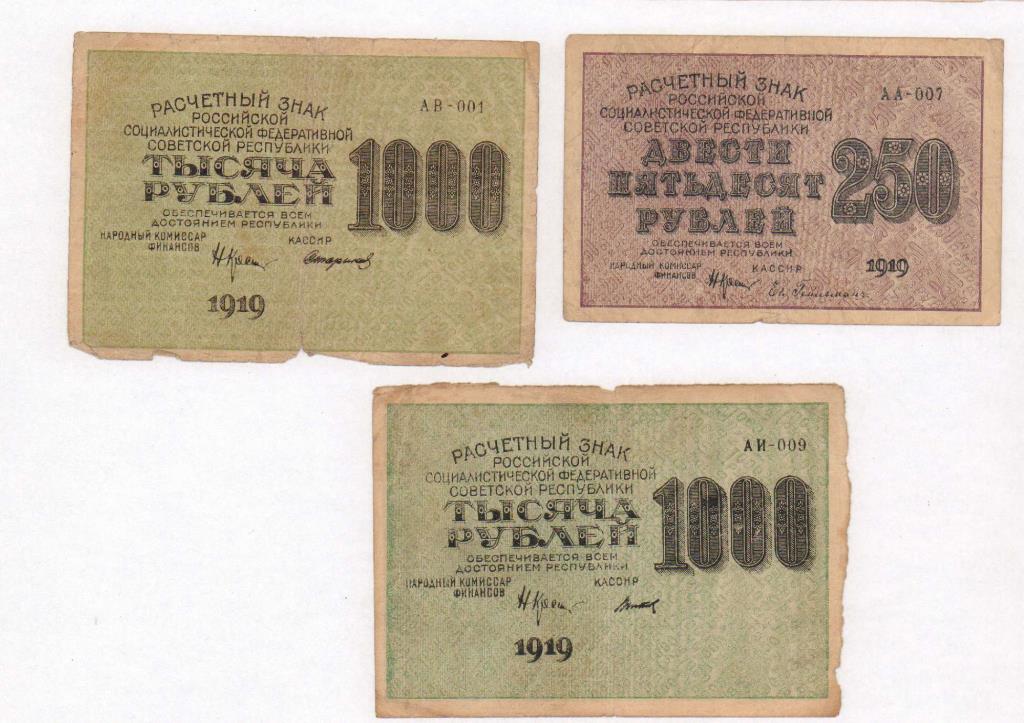 РАСЧЕТНЫЙ ЗНАК
РОССИЙСКОЙ
СОЦИАЛИСТИЧЕСКОЙ ФЕДЕРАТИВНОЙ
СОВЕТСКОЙ РЕСПУБЛИКИ
ТЫСЯЧА
РУБЛЕЙ
ОБЕСПЕЧИВАЕТСЯ ВСЕМ
ДОСТОЯНИЕМ РЕСПУБЛИКИ
НАРОДНЫЙ КОМИССАР
ФИНАНСОВ
КАССИР
1919
АВ-001
1000
РАСЧЕТНЫЙ ЗНАК
РОССИЙСКОЙ
СОЦИАЛИСТИЧЕСКОЙ ФЕДЕРАТИВНОЙ
СОВЕТСКОЙ РЕСПУБЛИКИ
ДВЕСТИ
ПЯТЬДЕСЯТ
РУБЛЕЙ
ОБЕСПЕЧИВАЕТСЯ ВСЕМ
ДОСТОЯНИЕМ РЕСПУБЛИКИ
НАРОДНЫЙ КОМИССАР
ФИНАНСОВ
КАССИР
АА-007
250
1919
РАСЧЕТНЫЙ ЗНАК
РОССИЙСКОЙ
СОЦИАЛИСТИЧЕСКОЙ ФЕДЕРАТИВНОЙ
СОВЕТСКОЙ РЕСПУБЛИКИ
ТЫСЯЧА
РУБЛЕЙ
ОБЕСПЕЧИВАЕТСЯ ВСЕМ
ДОСТОЯНИЕМ РЕСПУБЛИКИ
НАРОДНЫЙ КОМИССАР
ФИНАНСОВ
КАССИР
1919
АИ-009
1000